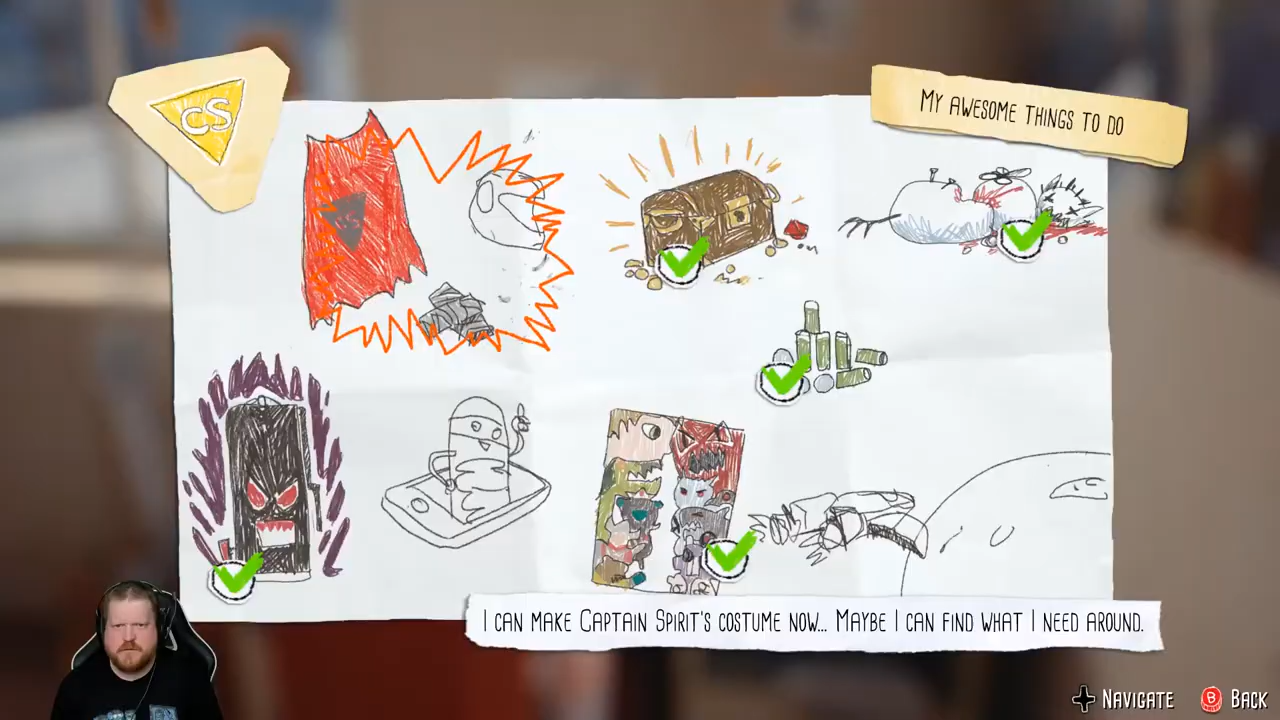 CS
MY AWESOME THINGS TO DO
I CAN MAKE CAPTAIN SPIRIT'S COSTUME NOW... MAYBE I CAN FIND WHAT I NEED AROUND.
NAVIGATE
B BACK